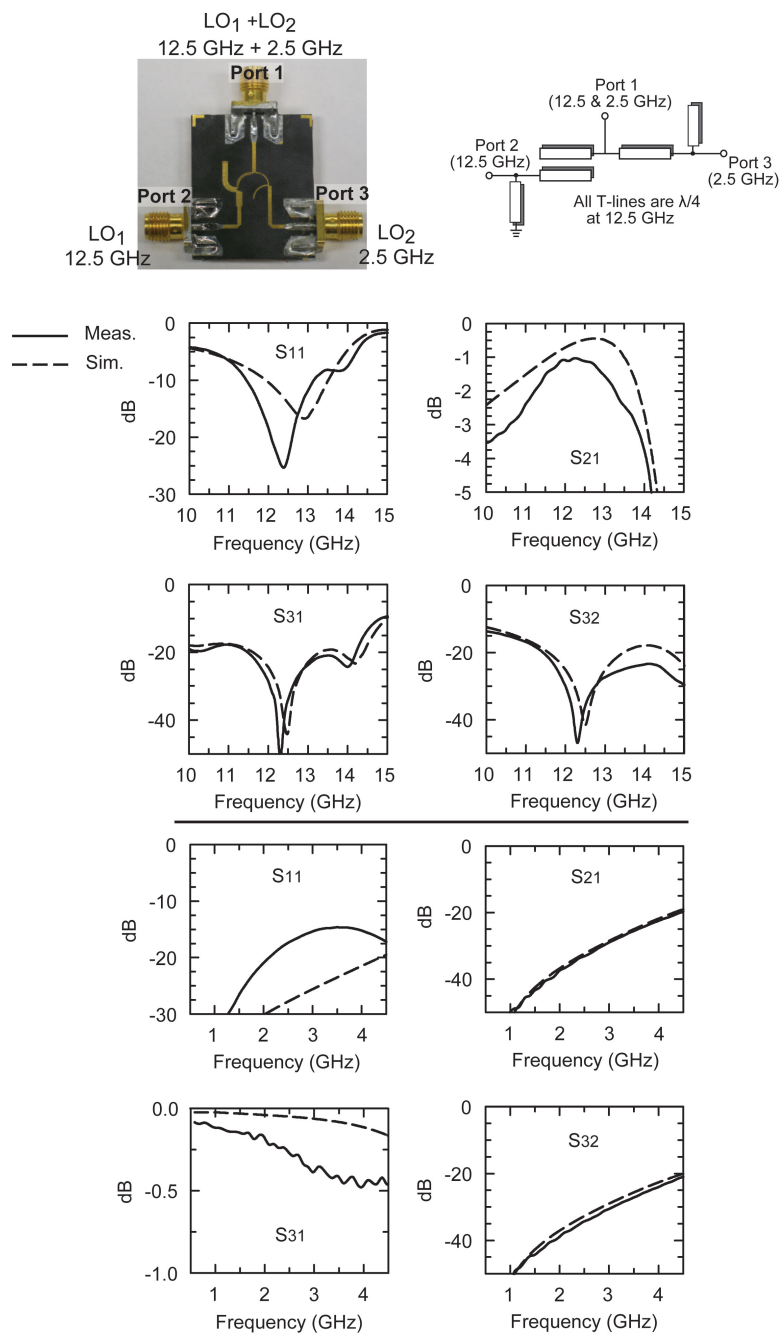 LO1 +LO2
12.5 GHz + 2.5 GHz
Port 1
Port 2
Port 3
LO1
12.5 GHz
LO2
2.5 GHz
Port 1
(12.5 & 2.5 GHz)
Port 2
(12.5 GHz)
Port 3
(2.5 GHz)
All T-lines are λ/4
at 12.5 GHz
Meas.
Sim.
0
-10
-20
-30
dB
S11
10 11 12 13 14 15
Frequency (GHz)
0
-1
-2
-3
-4
-5
dB
S21
10 11 12 13 14 15
Frequency (GHz)
0
-20
-40
dB
S31
10 11 12 13 14 15
Frequency (GHz)
0
-20
-40
dB
S32
10 11 12 13 14 15
Frequency (GHz)
0
-10
-20
-30
dB
S11
1 2 3 4
Frequency (GHz)
0
-20
-40
dB
S21
1 2 3 4
Frequency (GHz)
0.0
-0.5
-1.0
dB
S31
1 2 3 4
Frequency (GHz)
0
-20
-40
dB
S32
1 2 3 4
Frequency (GHz)